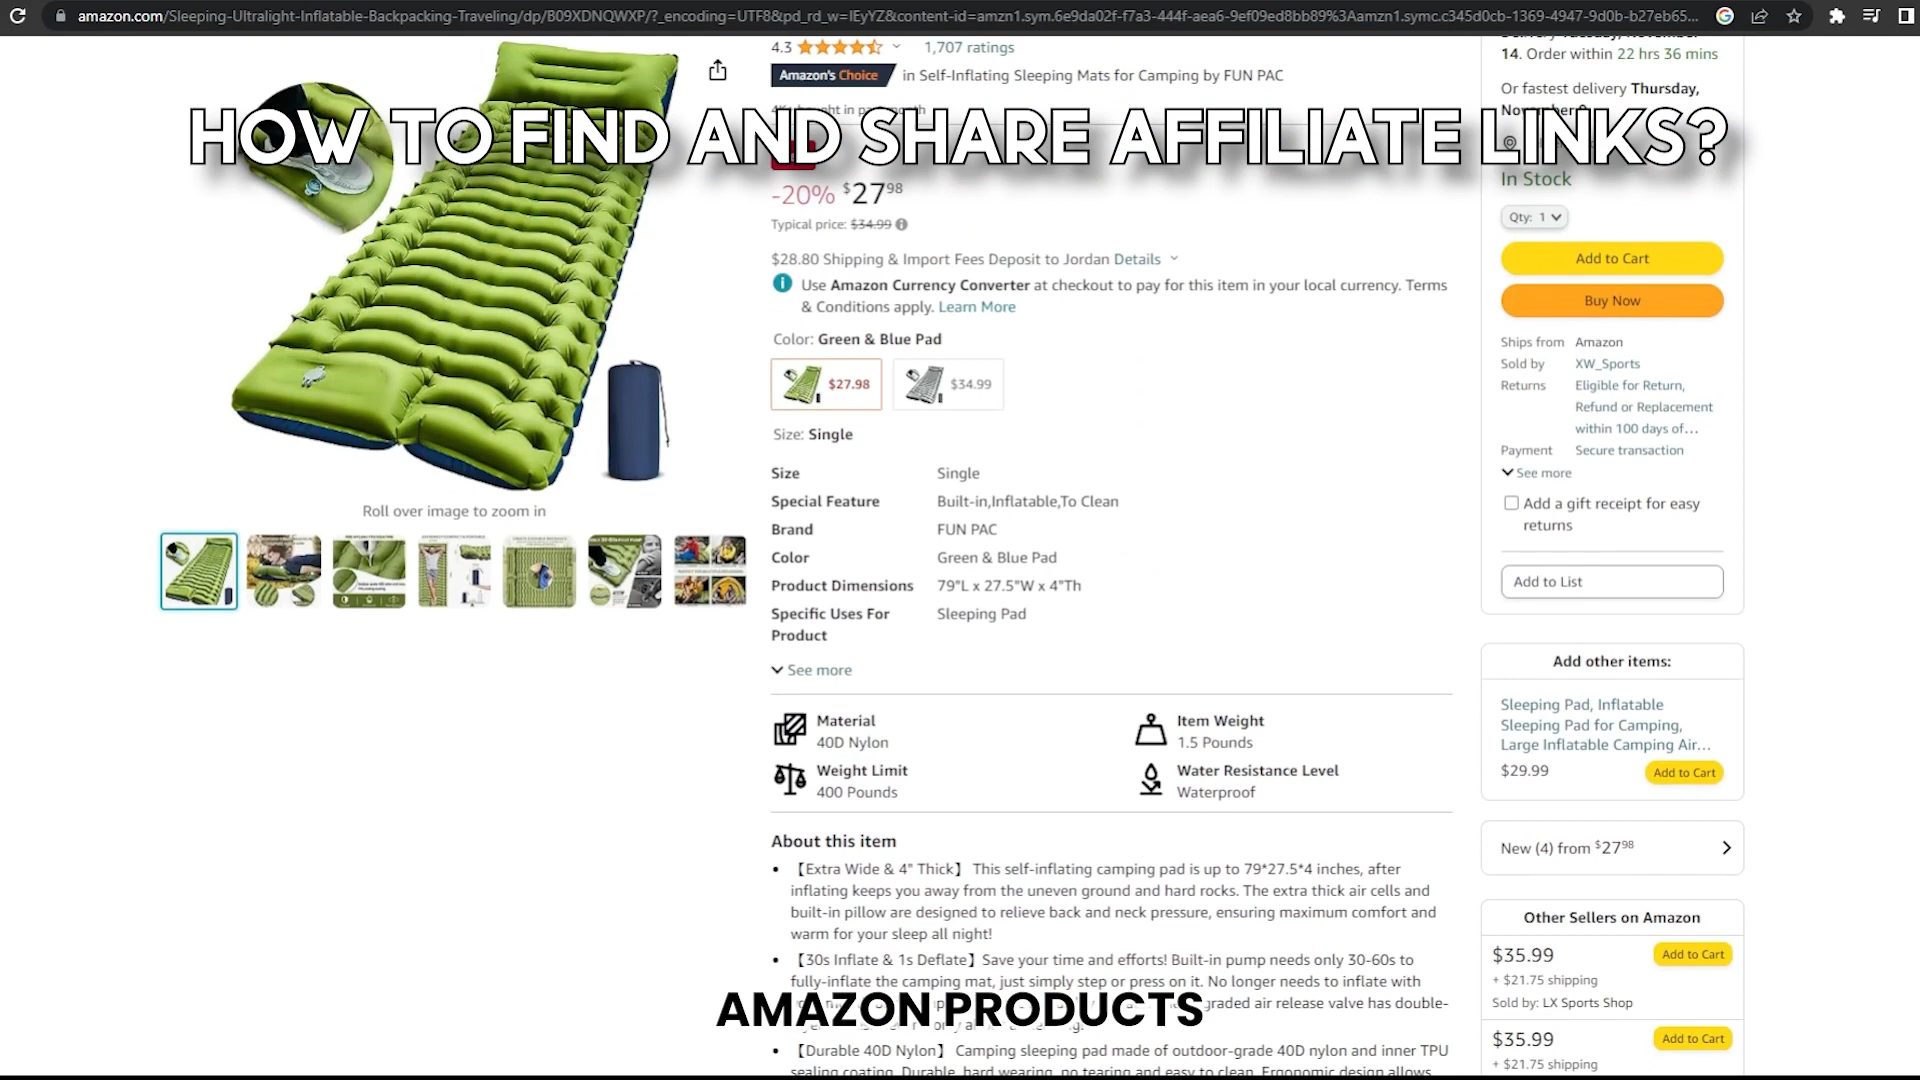 amazon.com/Sleeping-Ultralight-Inflatable-Backpacking-Traveling/dp/B09XDNQWXP/?_encoding=UTF8&pd_rd_w=IEyYZ&content-id=amzn1.sym.6e9da02f-f7a3-444f-aea6-9ef09ed8bb89%3Aamzn1.symc.c345d0cb-1369-4947-9d0b-b27eb65...
HOW TO FIND AND SHARE AFFILIATE LINKS?
Roll over image to zoom in
4.3
1,707 ratings
Amazon's Choice in Self-Inflating Sleeping Mats for Camping by FUN PAC
-20% $27.98
Typical price: $34.99
$28.80 Shipping & Import Fees Deposit to Jordan Details
Use Amazon Currency Converter at checkout to pay for this item in your local currency. Terms
& Conditions apply. Learn More
Color: Green & Blue Pad
$27.98
$34.99
Size: Single
Size Single
Special Feature Built-in,Inflatable,To Clean
Brand FUN PAC
Color Green & Blue Pad
Product Dimensions 79"L x 27.5"W x 4"Th
Specific Uses For Sleeping Pad
Product
See more
Material
40D Nylon
Item Weight
1.5 Pounds
Weight Limit
400 Pounds
Water Resistance Level
Waterproof
About this item
• 【Extra Wide & 4" Thick】 This self-inflating camping pad is up to 79*27.5*4 inches, after
inflating keeps you away from the uneven ground and hard rocks. The extra thick air cells and
built-in pillow are designed to relieve back and neck pressure, ensuring maximum comfort and
warm for your sleep all night!
• 【30s Inflate & 1s Deflate】Save your time and efforts! Built-in pump needs only 30-60s to
fully-inflate the camping mat, just simply step or press on it. No longer needs to inflate with
air release valve has double-
AMAZON PRODUCTS
• 【Durable 40D Nylon】 Camping sleeping pad made of outdoor-grade 40D nylon and inner TPU
sealing coating. Durable, hard wearing, no tearing and easy to clean. Ergonomic design allows
14. Order within 22 hrs 36 mins
Or fastest delivery Thursday,
In Stock
Qty: 1
Add to Cart
Buy Now
Ships from Amazon
Sold by XW_Sports
Returns Eligible for Return,
Refund or Replacement
within 100 days of...
Payment Secure transaction
See more
Add a gift receipt for easy
returns
Add to List
Add other items:
Sleeping Pad, Inflatable
Sleeping Pad for Camping,
Large Inflatable Camping Air...
$29.99 Add to Cart
New (4) from $27.98
Other Sellers on Amazon
$35.99 Add to Cart
+ $21.75 shipping
Sold by: LX Sports Shop
$35.99 Add to Cart
+ $21.75 shipping